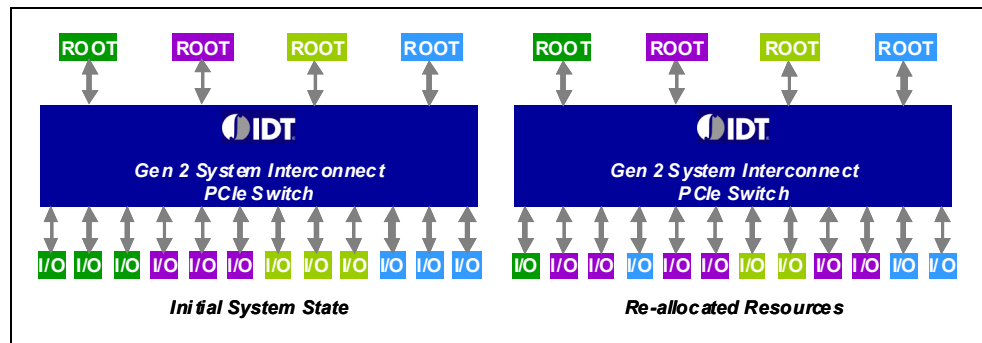 ROOT ROOT ROOT ROOT ROOT ROOT ROOT ROOT
IDT IDT
Gen 2 System Interconnect Gen 2 System Interconnect
PCIe Switch PCIe Switch
I/O I/O I/O I/O I/O I/O I/O I/O I/O I/O I/O I/O I/O I/O I/O I/O I/O I/O I/O I/O I/O I/O I/O I/O
Initial System State Re-allocated Resources